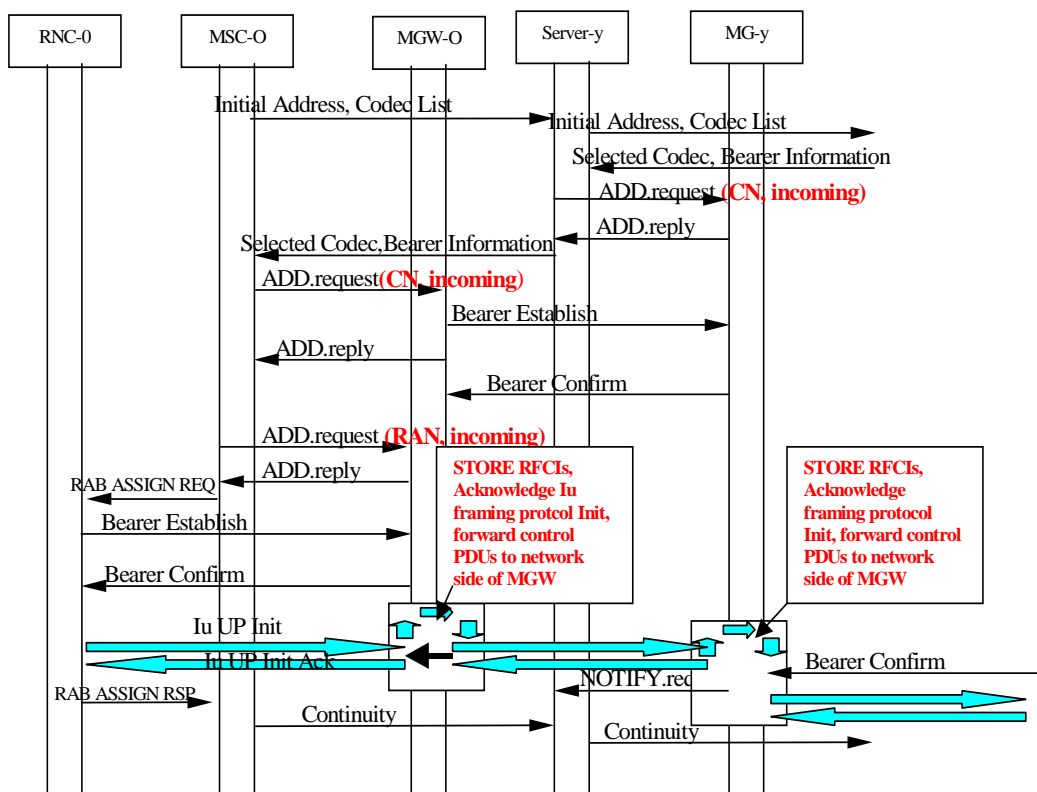 RNC-0
MSC-O
MGW-O
Server-y
MG-y
Initial Address, Codec List
Initial Address, Codec List
Selected Codec, Bearer Information
ADD.request (CN, incoming)
ADD.reply
Selected Codec,Bearer Information
ADD.request(CN, incoming)
Bearer Establish
ADD.reply
Bearer Confirm
ADD.request (RAN, incoming)
ADD.reply
RAB ASSIGN REQ
Bearer Establish
Bearer Confirm
STORE RFCIs,
Acknowledge Iu
framing protcol Init,
forward control
PDUs to network
side of MGW
STORE RFCIs,
Acknowledge
framing protocol
Init, forward control
PDUs to network
side of MGW
Iu UP Init
Iu UP Init Ack
Bearer Confirm
RAB ASSIGN RSP
NOTIFY.req
Continuity
Continuity